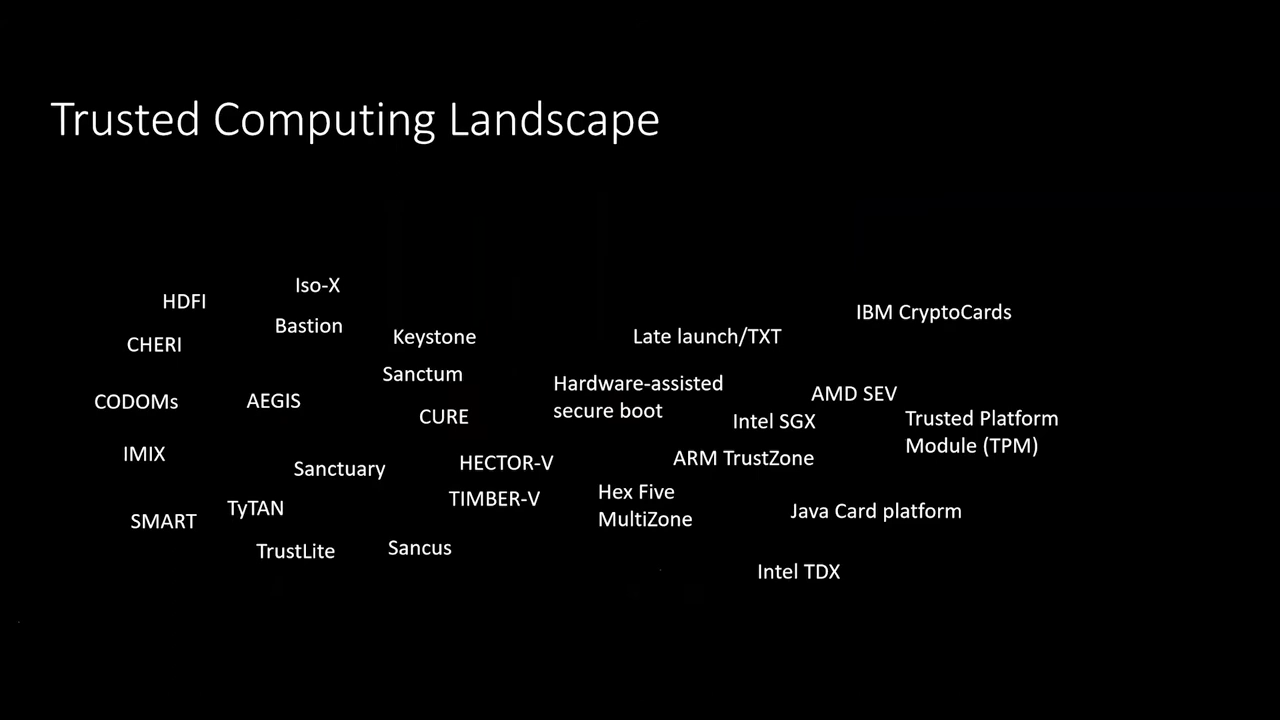 Trusted Computing Landscape
Iso-X
HDFI
IBM CryptoCards
Bastion
Keystone
Late launch/TXT
CHERI
Sanctum
Hardware-assisted
secure boot
AMD SEV
CODOMs
AEGIS
CURE
Intel SGX
Trusted Platform
Module (TPM)
IMIX
Sanctuary
HECTOR-V
ARM TrustZone
TIMBER-V
Hex Five
MultiZone
SMART
TyTAN
Java Card platform
TrustLite
Sancus
Intel TDX